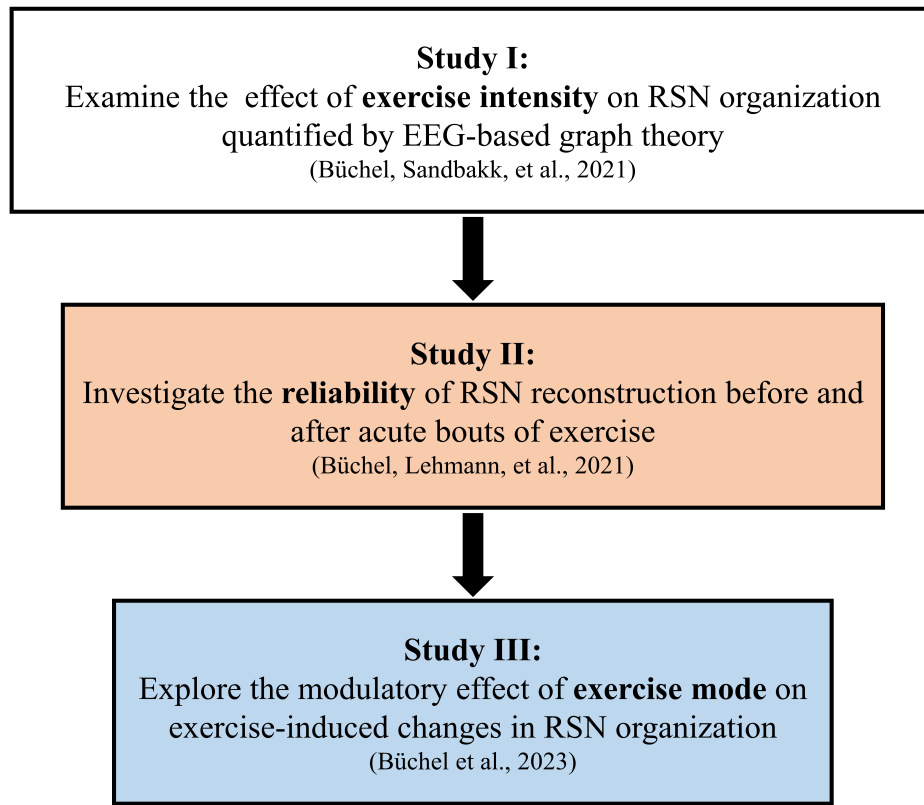 Study I:
Examine the effect of exercise intensity on RSN organization
quantified by EEG-based graph theory
(Büchel, Sandbakk, et al., 2021)
Study II:
Investigate the reliability of RSN reconstruction before and
after acute bouts of exercise
(Büchel, Lehmann, et al., 2021)
Study III:
Explore the modulatory effect of exercise mode on
exercise-induced changes in RSN organization
(Büchel et al., 2023)